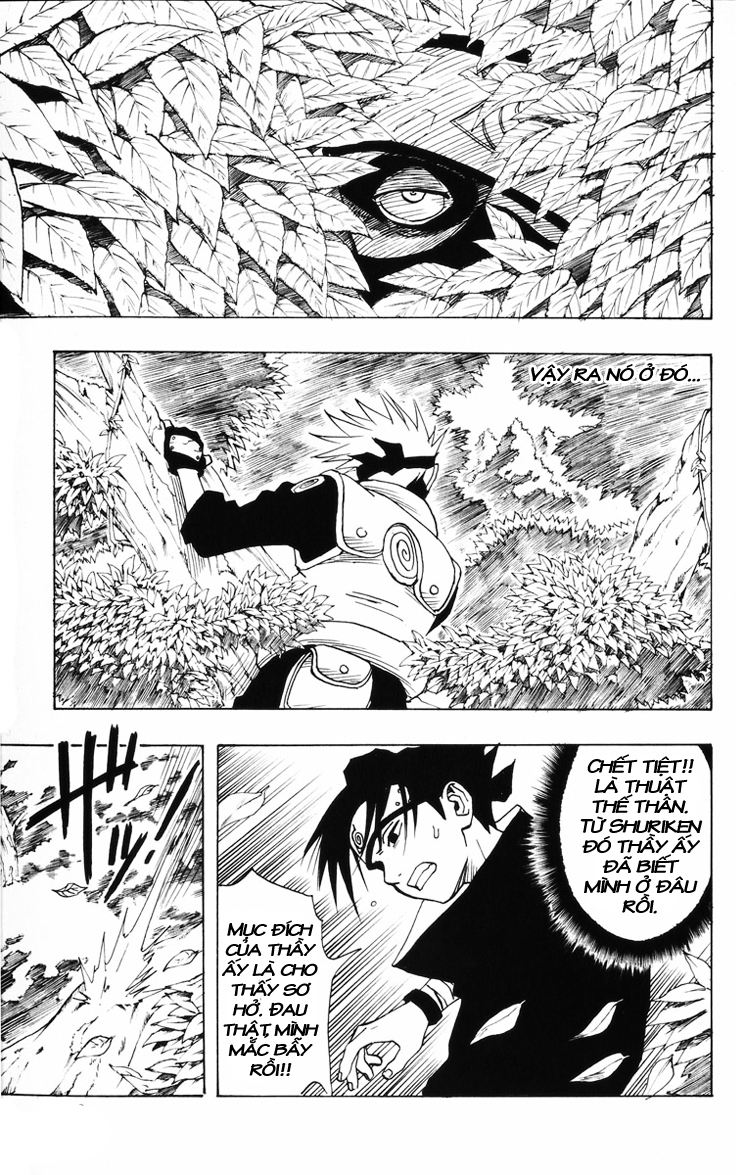 VẬY RA NÓ Ở ĐÓ...
CHẾT TIỆT!!
LÀ THUẬT
THẾ THÂN.
TỪ SHURIKEN
ĐÓ THẦY ẤY
ĐÃ BIẾT
MÌNH Ở ĐÂU
RỒI.
MỤC ĐÍCH
CỦA THẦY
ẤY LÀ CHO
THẤY SƠ
HỞ. ĐAU
THẬT, MÌNH
MẮC BẪY
RỒI!!